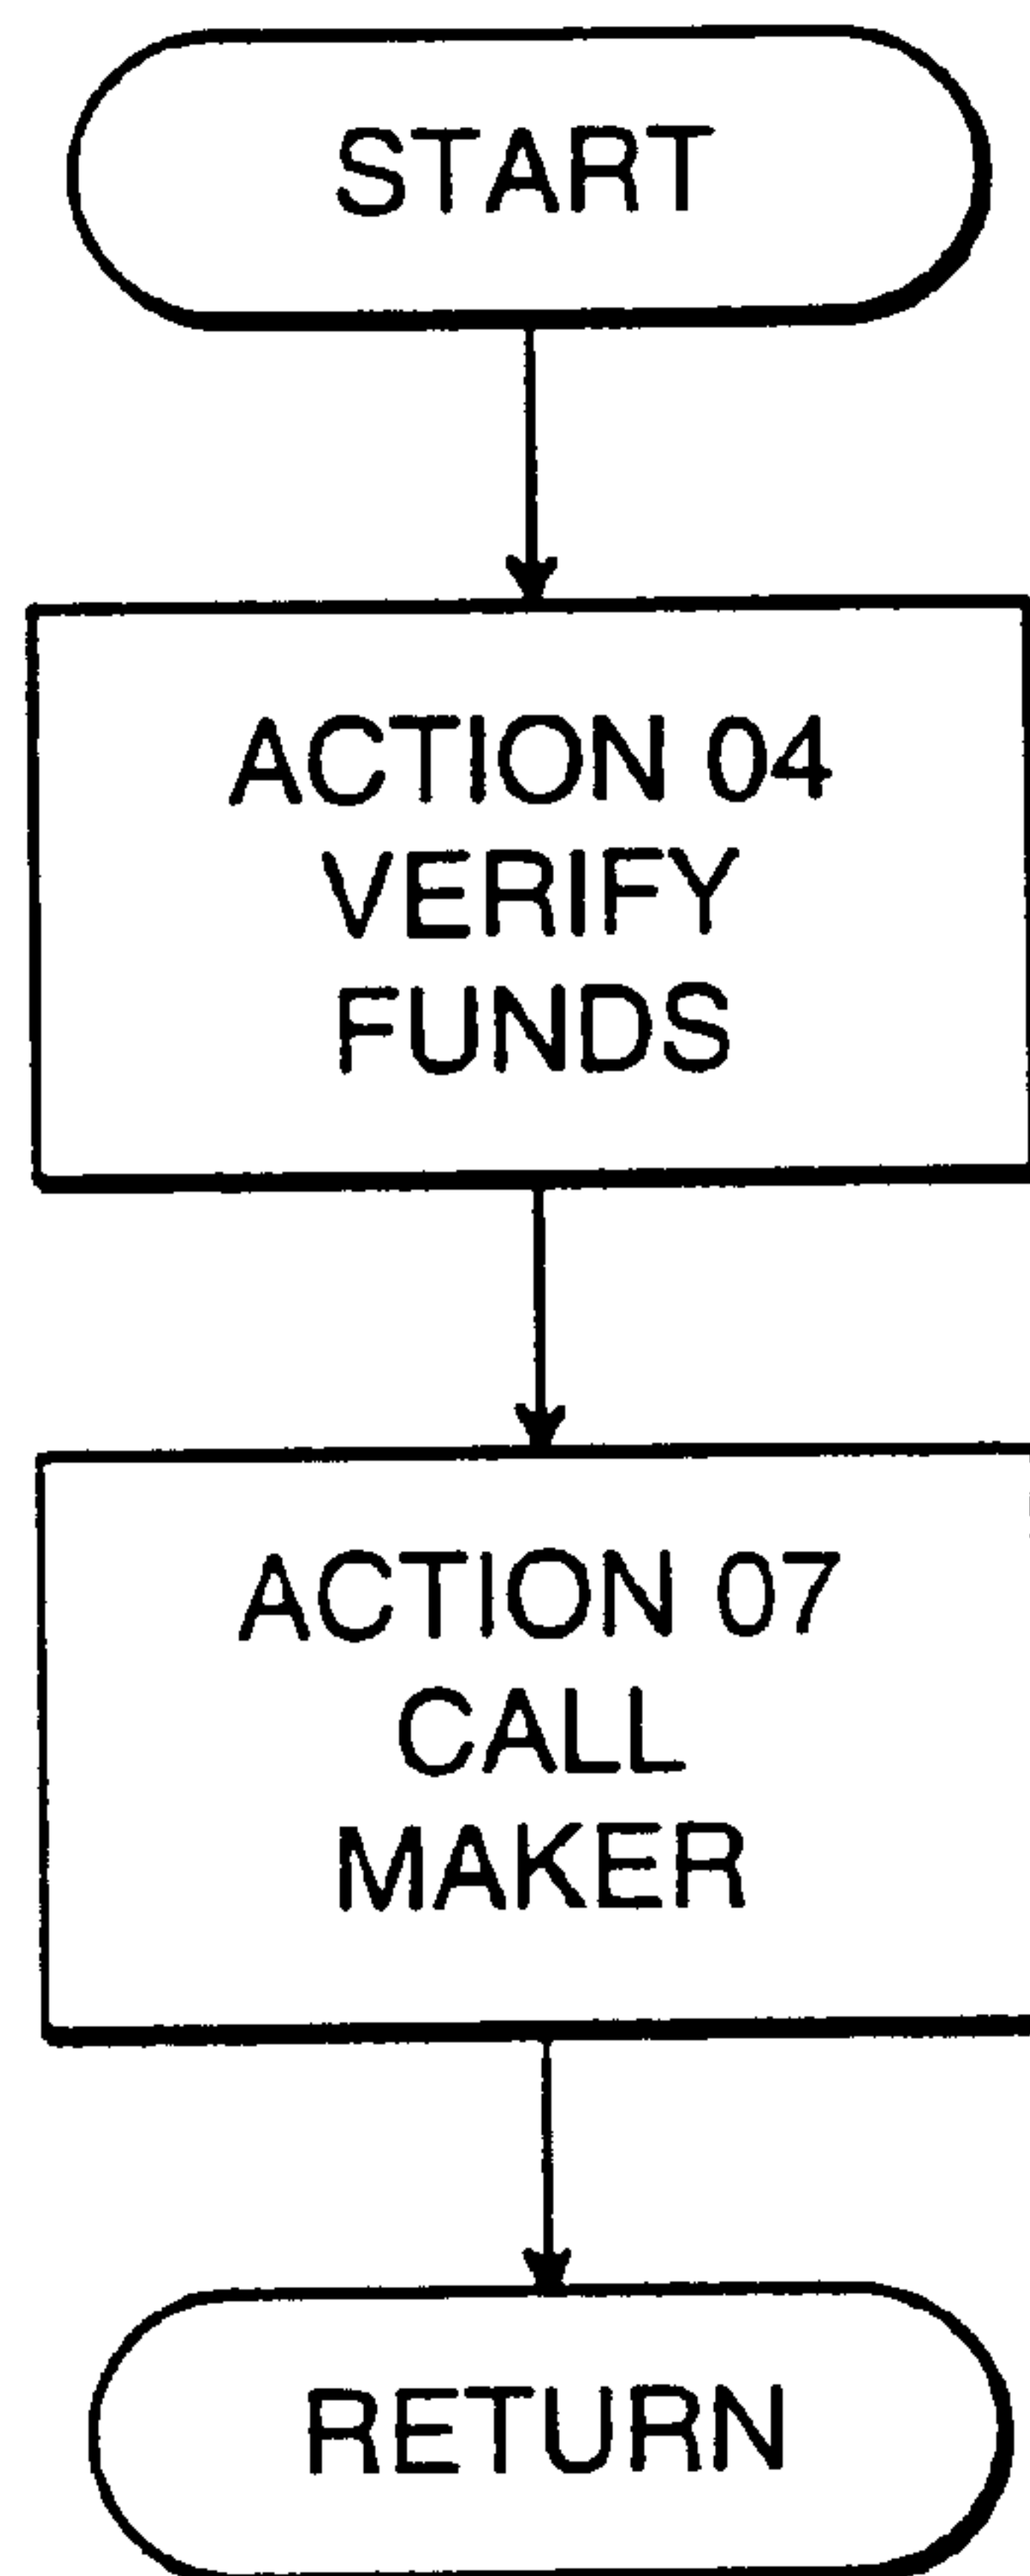 START
ACTION 04
VERIFY
FUNDS
ACTION 07
CALL
MAKER
RETURN